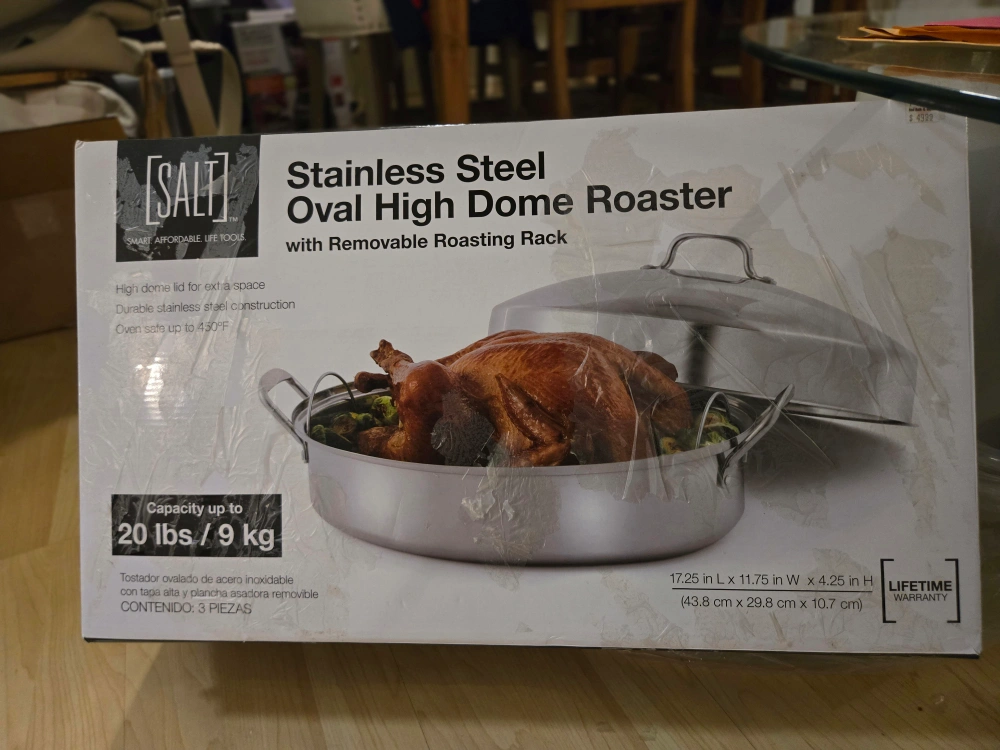 [SALT]™
SMART. AFFORDABLE. LIFE TOOLS.
Stainless Steel
Oval High Dome Roaster
with Removable Roasting Rack
High dome lid for extra space
Durable stainless steel construction
Oven safe up to 450°F
Capacity up to
20 lbs / 9 kg
Tostador ovalado de acero inoxidable
con tapa alta y plancha asadora removible
CONTENIDO: 3 PIEZAS
17.25 in L x 11.75 in W x 4.25 in H
(43.8 cm x 29.8 cm x 10.7 cm)
LIFETIME
WARRANTY